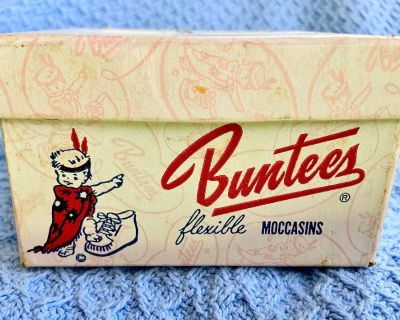 Buntees
®
flexible MOCCASINS
©